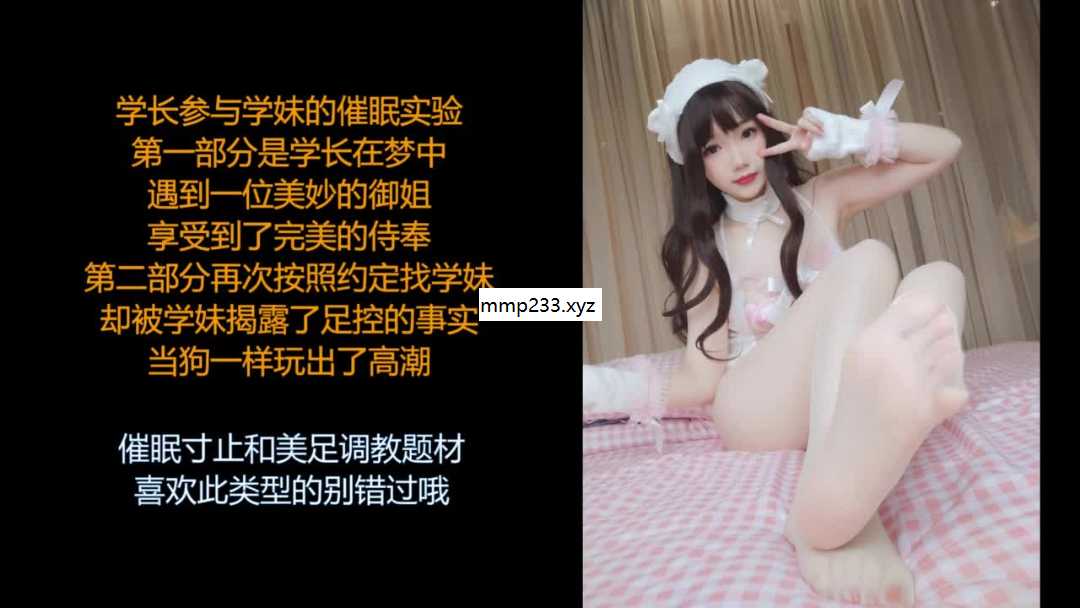 学长参与学妹的催眠实验
第一部分是学长在梦中
遇到一位美妙的御姐
享受到了完美的侍奉
第二部分再次按照约定找学妹
却被学妹揭露了足控的事实
当狗一样玩出了高潮
mmp233.xyz
催眠寸止和美足调教题材
喜欢此类型的别错过哦